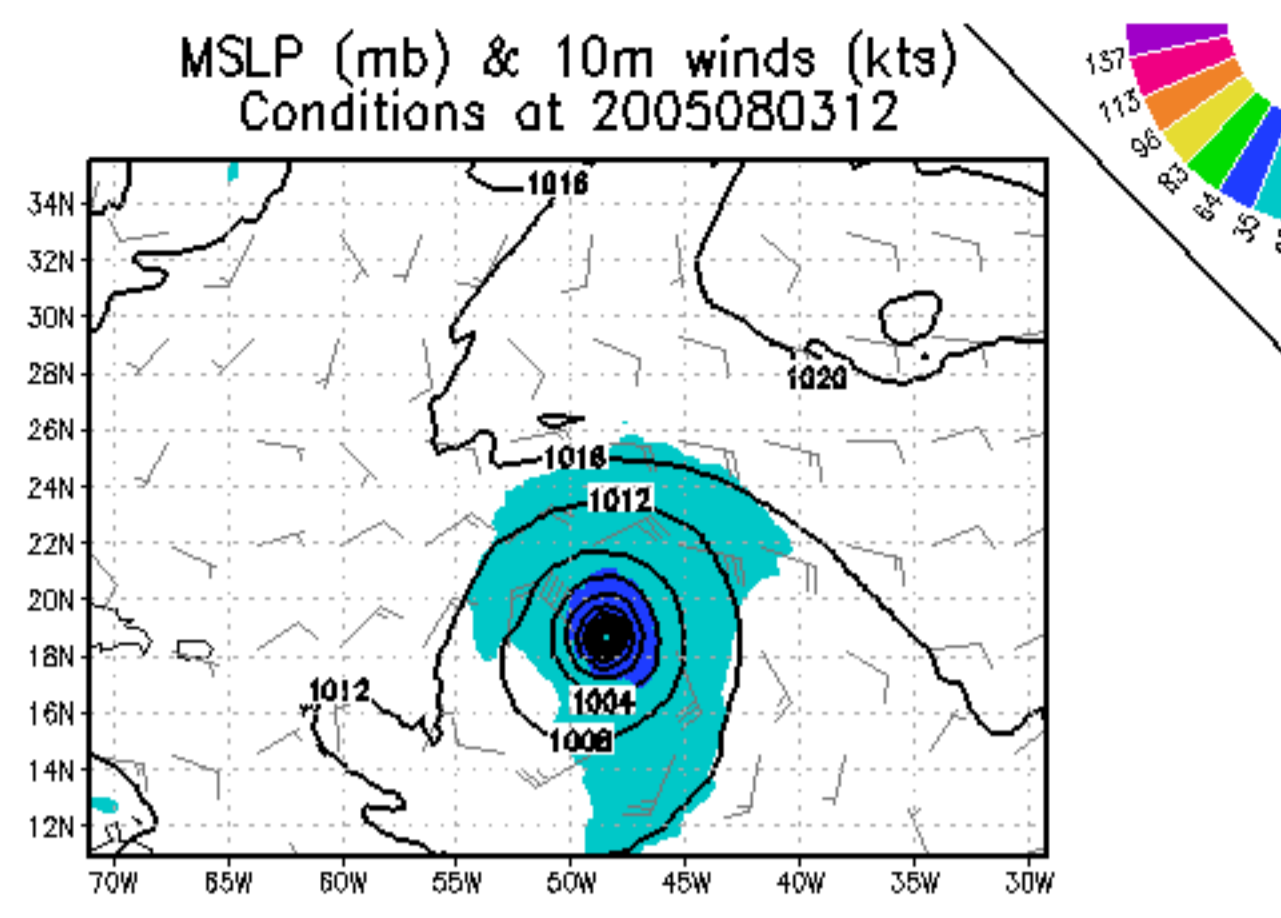 MSLP (mb) & 10m winds (kts)
Conditions at 2005080312
137
113
96
83
64
35
34N
32N
30N
28N
26N
24N
22N
20N
18N
16N
14N
12N
1016
1020
1016
1012
1012
1004
1008
70W 65W 60W 55W 50W 45W 40W 35W 30W